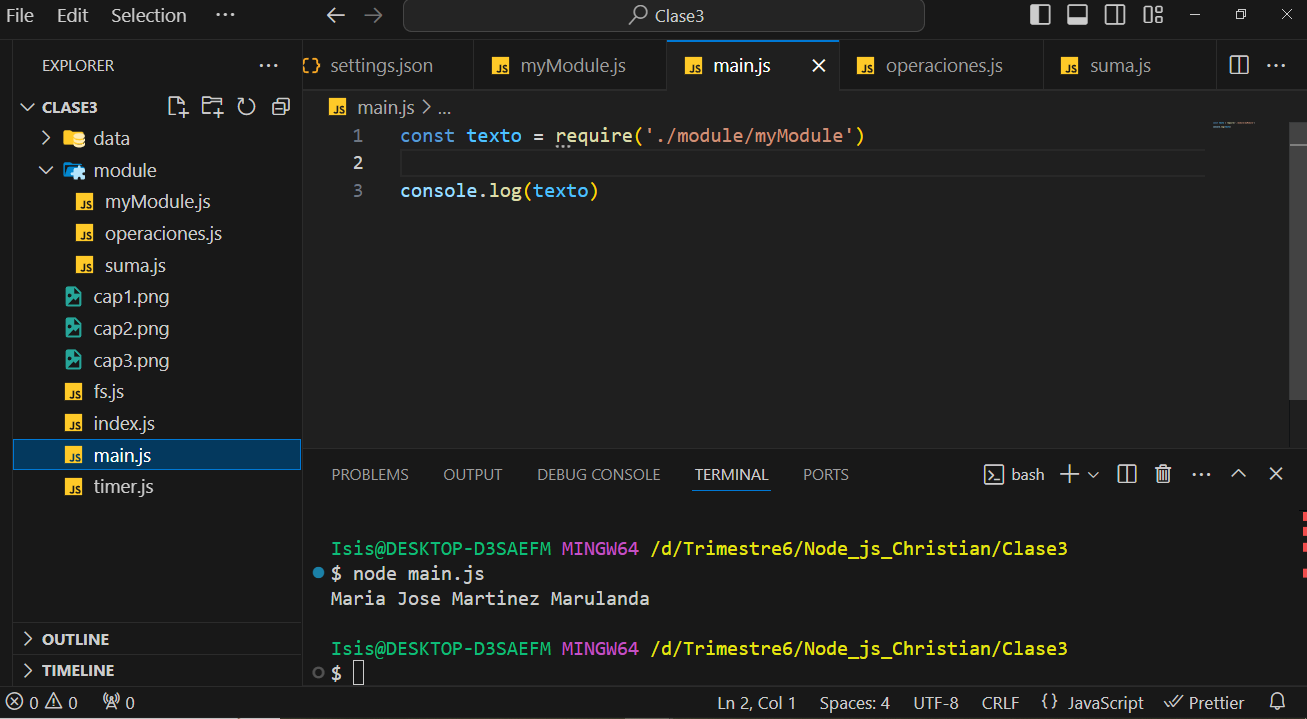 File Edit Selection ... Clase3
EXPLORER ...
settings.json myModule.js main.js operaciones.js suma.js ...
CLASE3
data
module
myModule.js
operaciones.js
suma.js
cap1.png
cap2.png
cap3.png
fs.js
index.js
main.js
timer.js
OUTLINE
TIMELINE
main.js > ...
1 const texto = require('./module/myModule')
2
3 console.log(texto)
PROBLEMS OUTPUT DEBUG CONSOLE TERMINAL PORTS bash ...
Isis@DESKTOP-D3SAEFM MINGW64 /d/Trimestre6/Node_js_Christian/Clase3
$ node main.js
Maria Jose Martinez Marulanda
Isis@DESKTOP-D3SAEFM MINGW64 /d/Trimestre6/Node_js_Christian/Clase3
$
0 0 0 Ln 2, Col 1 Spaces: 4 UTF-8 CRLF {} JavaScript Prettier